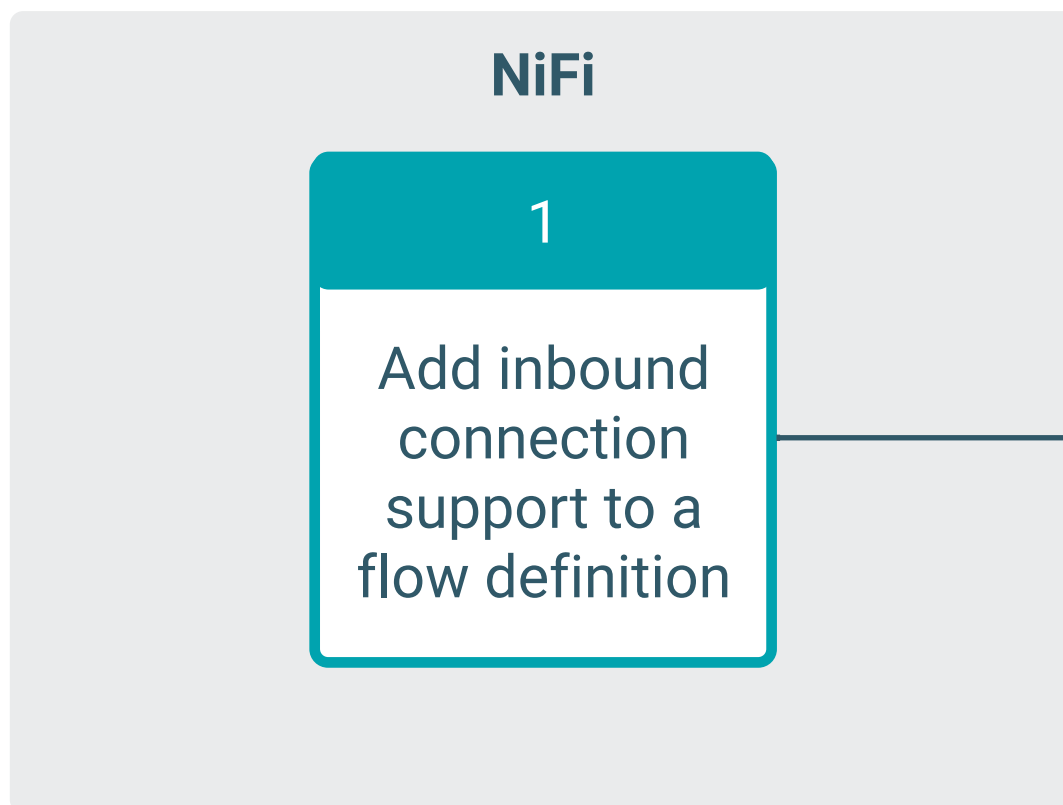 NiFi
1
Add inbound
connection
support to a
flow definition